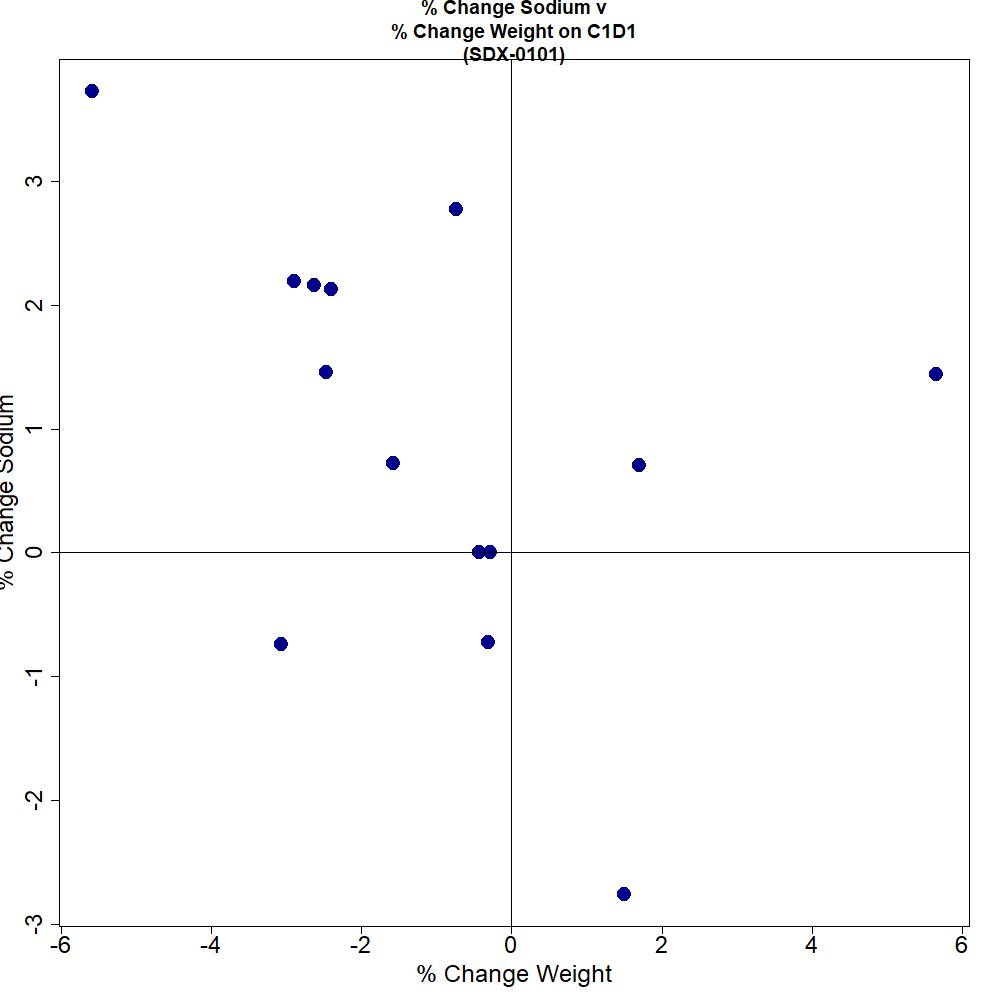 % Change Sodium v
% Change Weight on C1D1
(SDX-0101)
3
2
1
0
-1
-2
-3
% Change Sodium
-6 -4 -2 0 2 4 6
% Change Weight